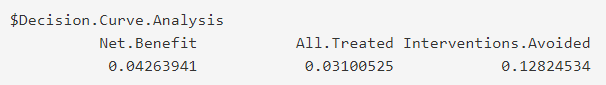 $Decision.Curve.Analysis
Net.Benefit All.Treated Interventions.Avoided
0.04263941 0.03100525 0.12824534